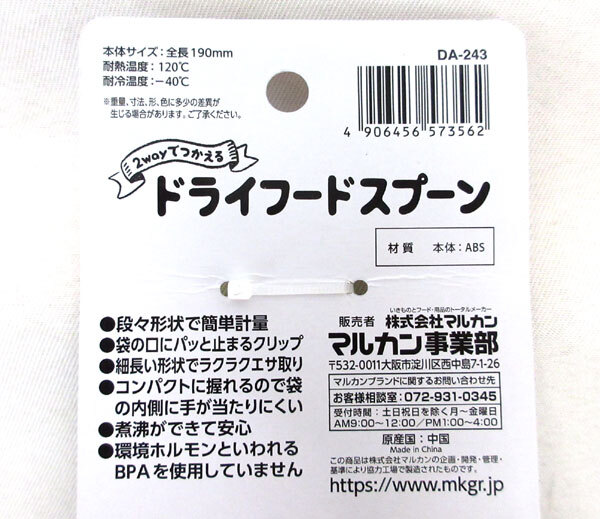 本体サイズ:全長190mm
耐熱温度:120℃
耐冷温度:−40℃
※重量、寸法、形、色に多少の差異が
生じる場合があります。ご了承ください。
DA-243
4 906456 573562
2wayでつかえる
ドライフードスプーン
材質 本体:ABS
●段々形状で簡単計量
●袋の口にパッと止まるクリップ
●細長い形状でラクラクエサ取り
●コンパクトに握れるので袋
の内側に手が当たりにくい
●煮沸ができて安心
●環境ホルモンといわれる
BPAを使用していません
いきものとフード・用品のトータルメーカー
販売者 株式会社マルカン
マルカン事業部
〒532-0011大阪市淀川区西中島7-1-26
マルカンブランドに関するお問い合わせ先
お客様相談室:072-931-0345
受付時間:土日祝日を除く月〜金曜日
AM9:00〜12:00/PM1:00〜4:00
原産国:中国
Made in China
この商品は株式会社マルカンの企画・開発・管理・
基準により協力工場で製造されたものです。
https://www.mkgr.jp